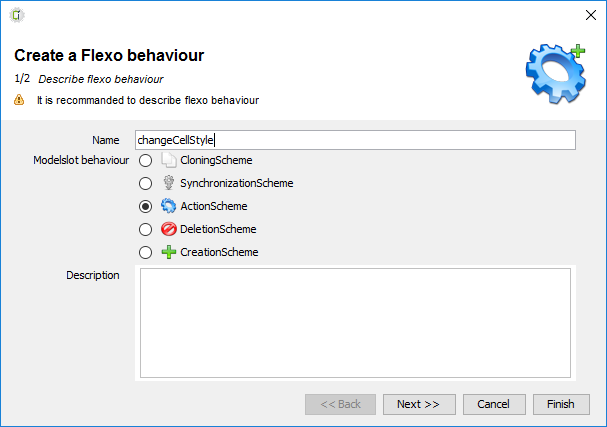 Create a Flexo behaviour
1/2 Describe flexo behaviour
It is recommanded to describe flexo behaviour
Name changeCellStyle
Modelslot behaviour CloningScheme
SynchronizationScheme
ActionScheme
DeletionScheme
CreationScheme
Description
<< Back Next >> Cancel Finish